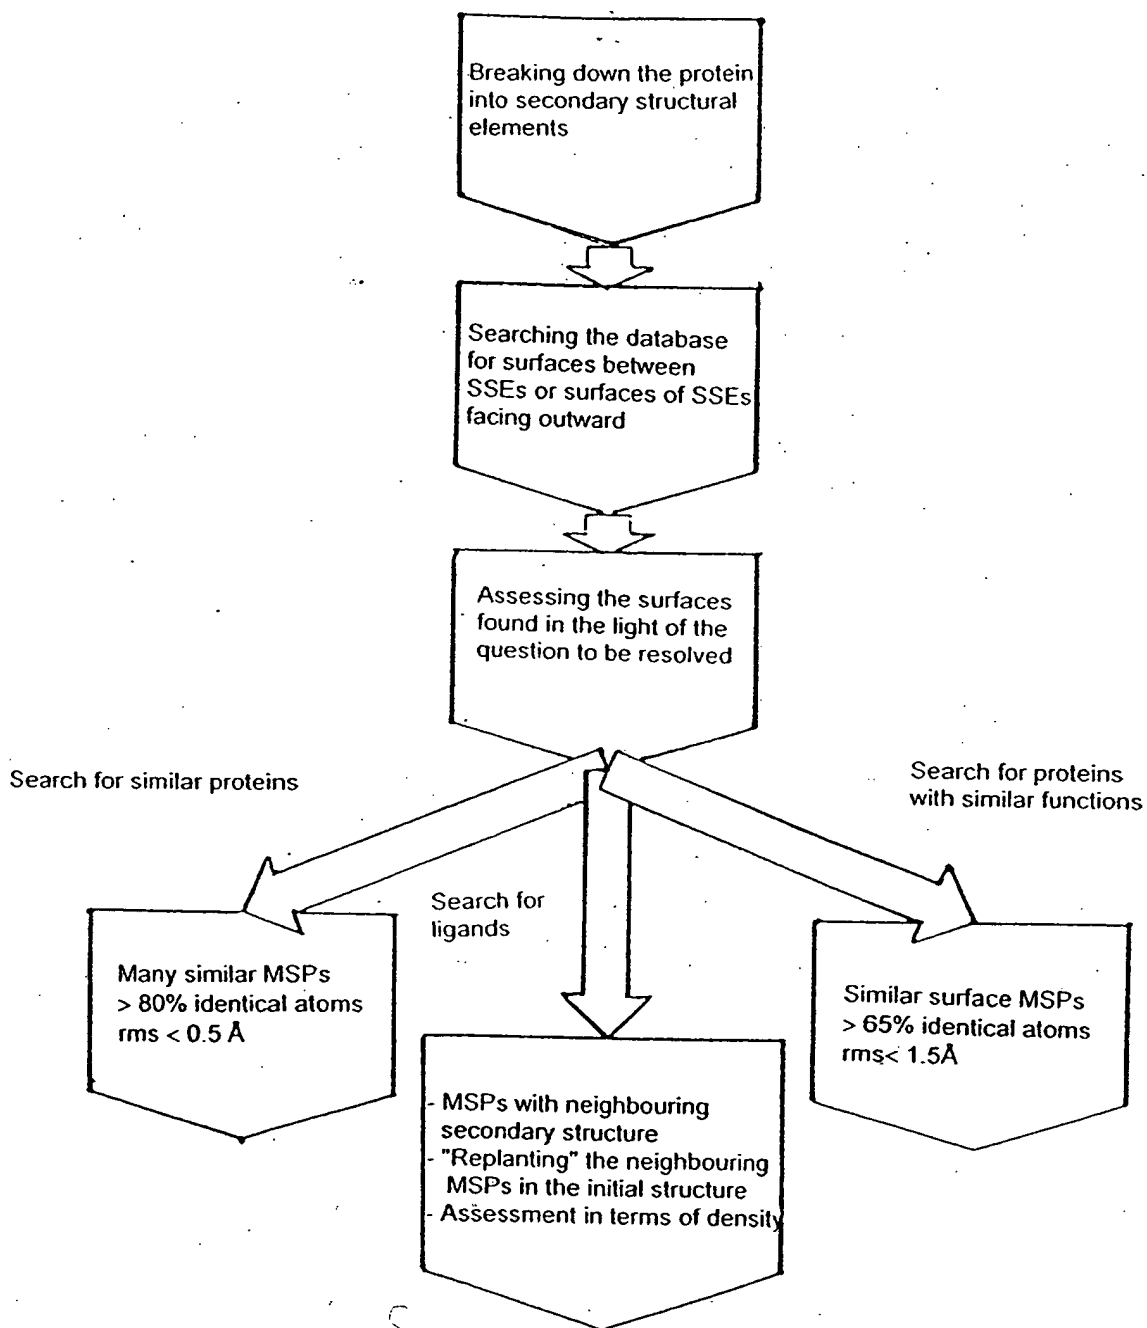 Breaking down the protein
into secondary structural
elements
Searching the database
for surfaces between
SSEs or surfaces of SSEs
facing outward
Assessing the surfaces
found in the light of the
question to be resolved
Search for similar proteins
Search for proteins
with similar functions
Search for
ligands
Many similar MSPs
> 80% identical atoms
rms < 0.5 Å
Similar surface MSPs
> 65% identical atoms
rms< 1.5Å
- MSPs with neighbouring
secondary structure
- "Replanting" the neighbouring
MSPs in the initial structure
- Assessment in terms of density